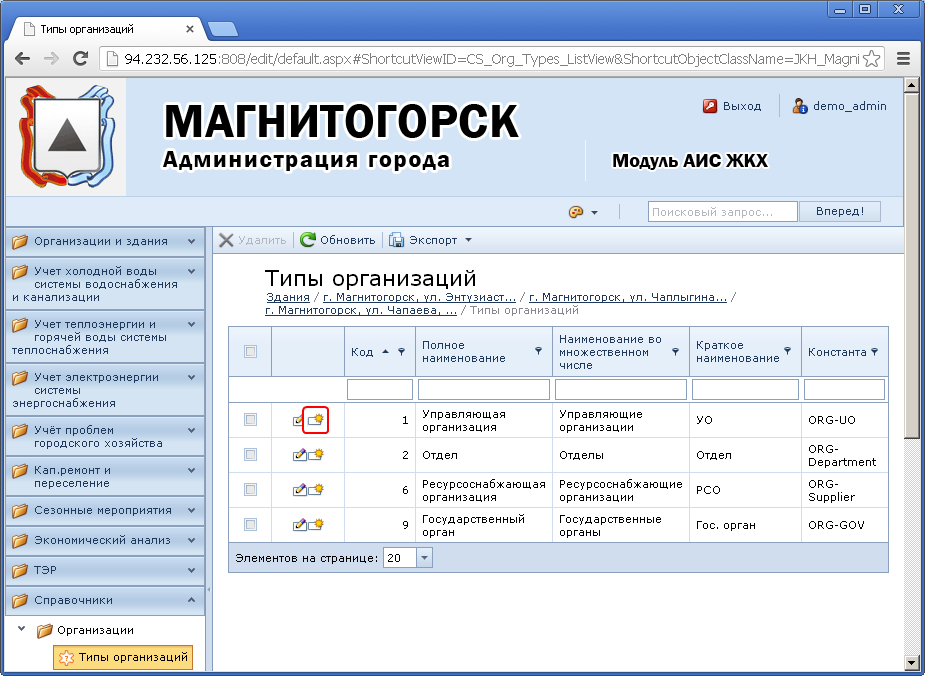 Типы организаций
94.232.56.125:808/edit/default.aspx#ShortcutViewID=CS_Org_Types_ListView&ShortcutObjectClassName=JKH_Magni
МАГНИТОГОРСК
Администрация города
Модуль АИС ЖКХ
Выход
demo_admin
Поисковый запрос...
Вперед!
Удалить
Обновить
Экспорт
Организации и здания
Учет холодной воды
системы водоснабжения
и канализации
Учет теплоэнергии и
горячей воды системы
теплоснабжения
Учет электроэнергии
системы
энергоснабжения
Учёт проблем
городского хозяйства
Кап.ремонт и
переселение
Сезонные мероприятия
Экономический анализ
ТЭР
Справочники
Организации
Типы организаций
Типы организаций
Здания / г. Магнитогорск, ул. Энтузиаст... / г. Магнитогорск, ул. Чаплыгина... /
г. Магнитогорск, ул. Чапаева, ... / Типы организаций
Код
Полное
наименование
Наименование во
множественном
числе
Краткое
наименование
Константа
1
Управляющая
организация
Управляющие
организации
УО
ORG-UO
2
Отдел
Отделы
Отдел
ORG-
Department
6
Ресурсоснабжающая
организация
Ресурсоснабжающие
организации
РСО
ORG-
Supplier
9
Государственный
орган
Государственные
органы
Гос. орган
ORG-GOV
Элементов на странице: 20